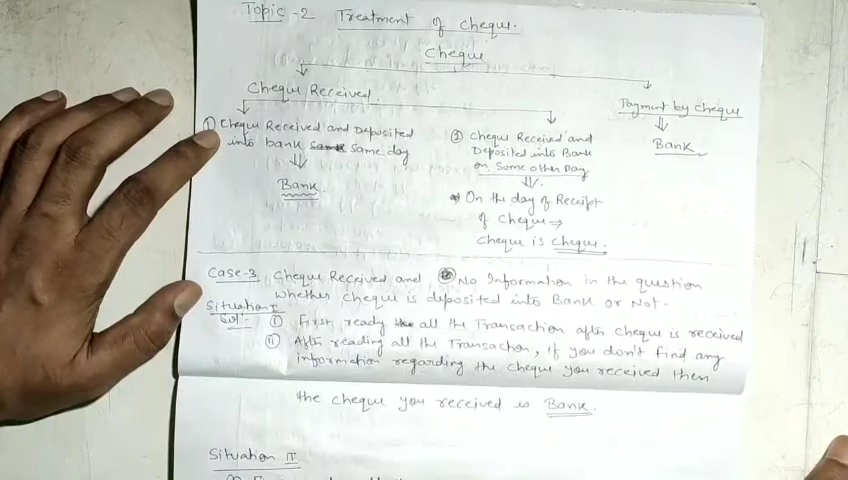 Topic -2 Treatment of cheque.
Cheque
Cheque Received.
Payment by cheque
Bank
① Cheque Received and Deposited
into bank same day
Bank.
② Cheque Received and
Deposited into Bank
on Some other Day
On the day of Receipt
of cheque ⇒
cheque is cheque.
Case-3 Cheque Received and No Information in the question
whether cheque is deposited into Bank or Not.
Situation I
① First ready all the Transaction after cheque is received
② After reading all the Transaction, if you don't find any
information regarding the cheque you received then
the cheque you received is Bank.
Situation II